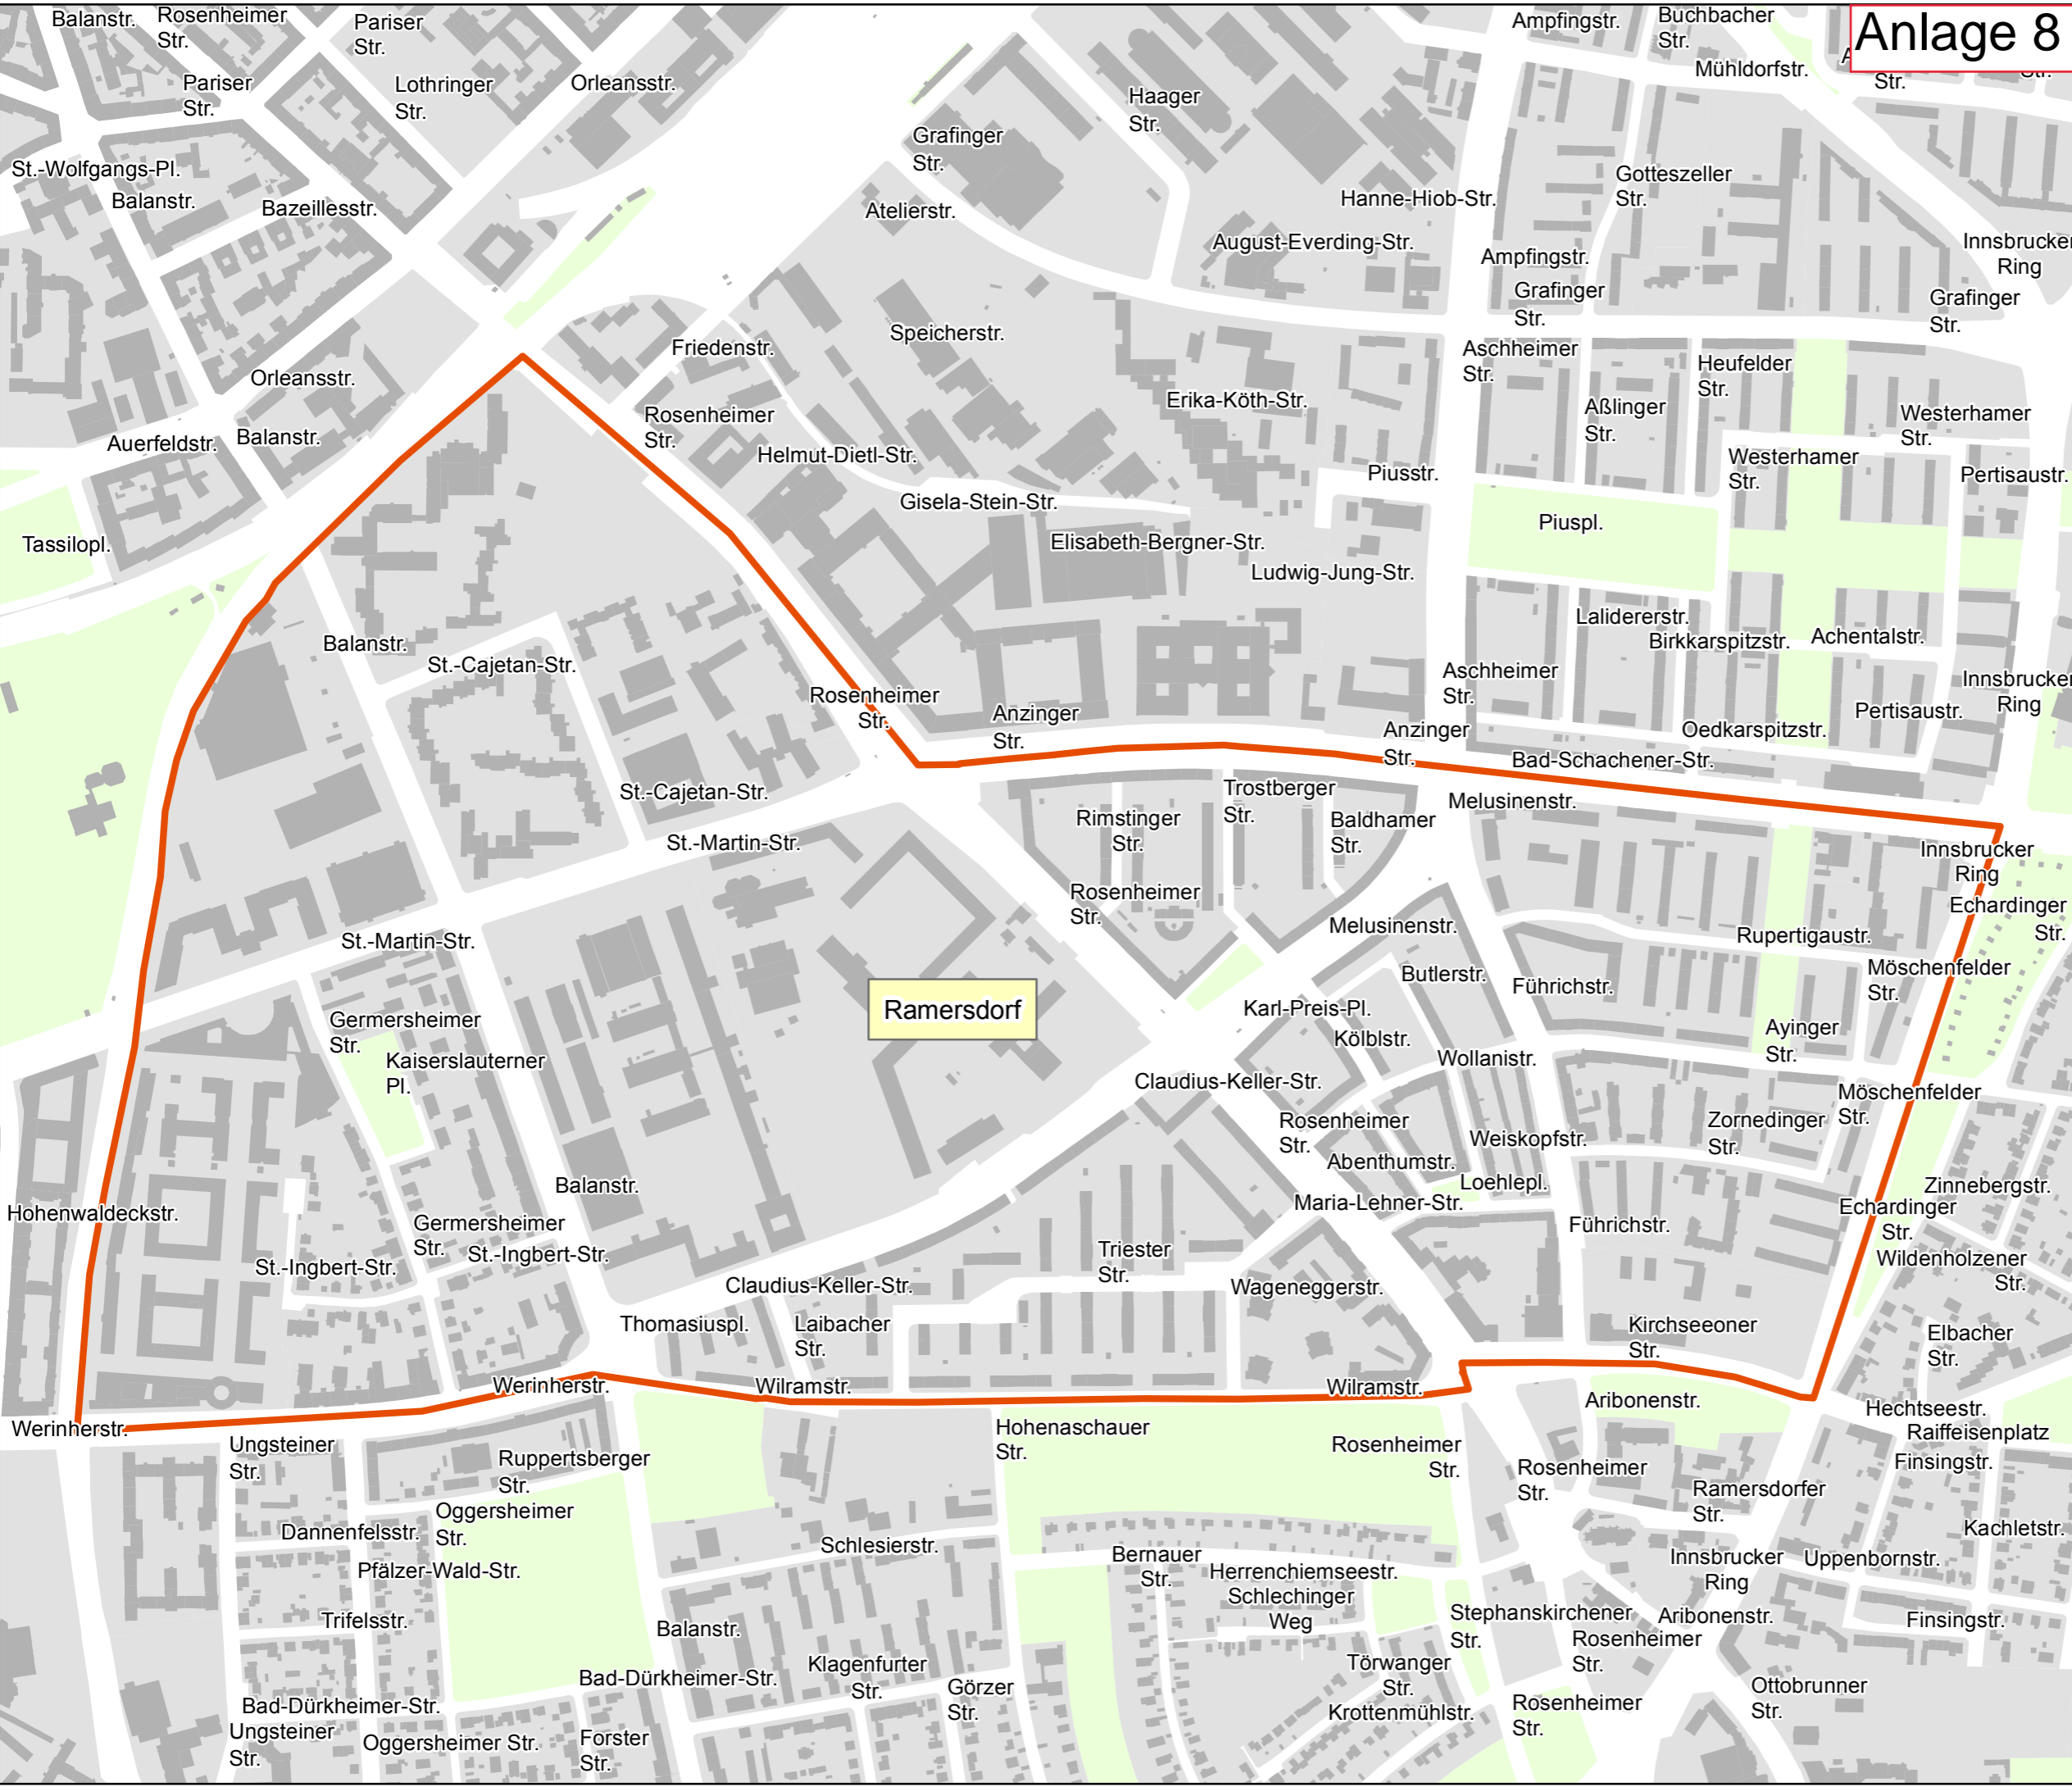 Balanstr.
Rosenheimer
Str.
Pariser
Str.
Ampfingstr.
Buchbacher
Str.
Anlage 8
Pariser
Str.
Lothringer
Str.
Orleansstr.
Mühldorfstr.
Str.
Haager
Str.
Grafinger
Str.
St.-Wolfgangs-Pl.
Balanstr.
Bazeillesstr.
Atelierstr.
Hanne-Hiob-Str.
Gotteszeller
Str.
August-Everding-Str.
Ampfingstr.
Innsbrucker
Ring
Grafinger
Str.
Grafinger
Str.
Speicherstr.
Friedenstr.
Aschheimer
Str.
Heufelder
Str.
Orleansstr.
Erika-Köth-Str.
Aßlinger
Str.
Westerhamer
Str.
Rosenheimer
Str.
Auerfeldstr.
Balanstr.
Helmut-Dietl-Str.
Westerhamer
Str.
Piusstr.
Pertisaustr.
Gisela-Stein-Str.
Piuspl.
Tassilopl.
Elisabeth-Bergner-Str.
Ludwig-Jung-Str.
Lalidererstr.
Birkkarspitzstr.
Achentalstr.
Balanstr.
St.-Cajetan-Str.
Aschheimer
Str.
Innsbrucker
Ring
Rosenheimer
Str.
Anzinger
Str.
Pertisaustr.
Anzinger
Str.
Oedkarspitzstr.
Bad-Schachener-Str.
St.-Cajetan-Str.
Trostberger
Str.
Melusinenstr.
Rimstinger
Str.
Baldhamer
Str.
St.-Martin-Str.
Innsbrucker
Ring
Rosenheimer
Str.
Echardinger
Str.
Melusinenstr.
St.-Martin-Str.
Rupertigaustr.
Butlerstr.
Führichstr.
Möschenfelder
Str.
Ramersdorf
Karl-Preis-Pl.
Germersheimer
Str.
Kölblstr.
Ayinger
Str.
Kaiserslauterner
Pl.
Wollanistr.
Claudius-Keller-Str.
Möschenfelder
Str.
Rosenheimer
Str.
Zornedinger
Str.
Weiskopfstr.
Abenthumstr.
Balanstr.
Loehlepl.
Zinnebergstr.
Maria-Lehner-Str.
Hohenwaldeckstr.
Echardinger
Str.
Germersheimer
Str.
Führichstr.
St.-Ingbert-Str.
St.-Ingbert-Str.
Triester
Str.
Wildenholzener
Str.
Claudius-Keller-Str.
Wageneggerstr.
Thomasiuspl.
Laibacher
Str.
Kirchseeoner
Str.
Elbacher
Str.
Werinherstr.
Wilramstr.
Wilramstr.
Aribonenstr.
Hechtseestr.
Werinherstr.
Hohenaschauer
Str.
Raiffeisenplatz
Ungsteiner
Str.
Rosenheimer
Str.
Ruppertsberger
Str.
Finsingstr.
Rosenheimer
Str.
Ramersdorfer
Str.
Oggersheimer
Str.
Dannenfelsstr.
Kachletstr.
Schlesierstr.
Bernauer
Str.
Innsbrucker
Ring
Uppenbornstr.
Pfälzer-Wald-Str.
Herrenchiemseestr.
Schlechinger
Weg
Trifelsstr.
Balanstr.
Stephanskirchener
Str.
Aribonenstr.
Finsingstr.
Rosenheimer
Str.
Klagenfurter
Str.
Törwanger
Str.
Bad-Dürkheimer-Str.
Görzer
Str.
Ottobrunner
Str.
Bad-Dürkheimer-Str.
Krottenmühlstr.
Rosenheimer
Str.
Ungsteiner
Str.
Oggersheimer Str.
Forster
Str.